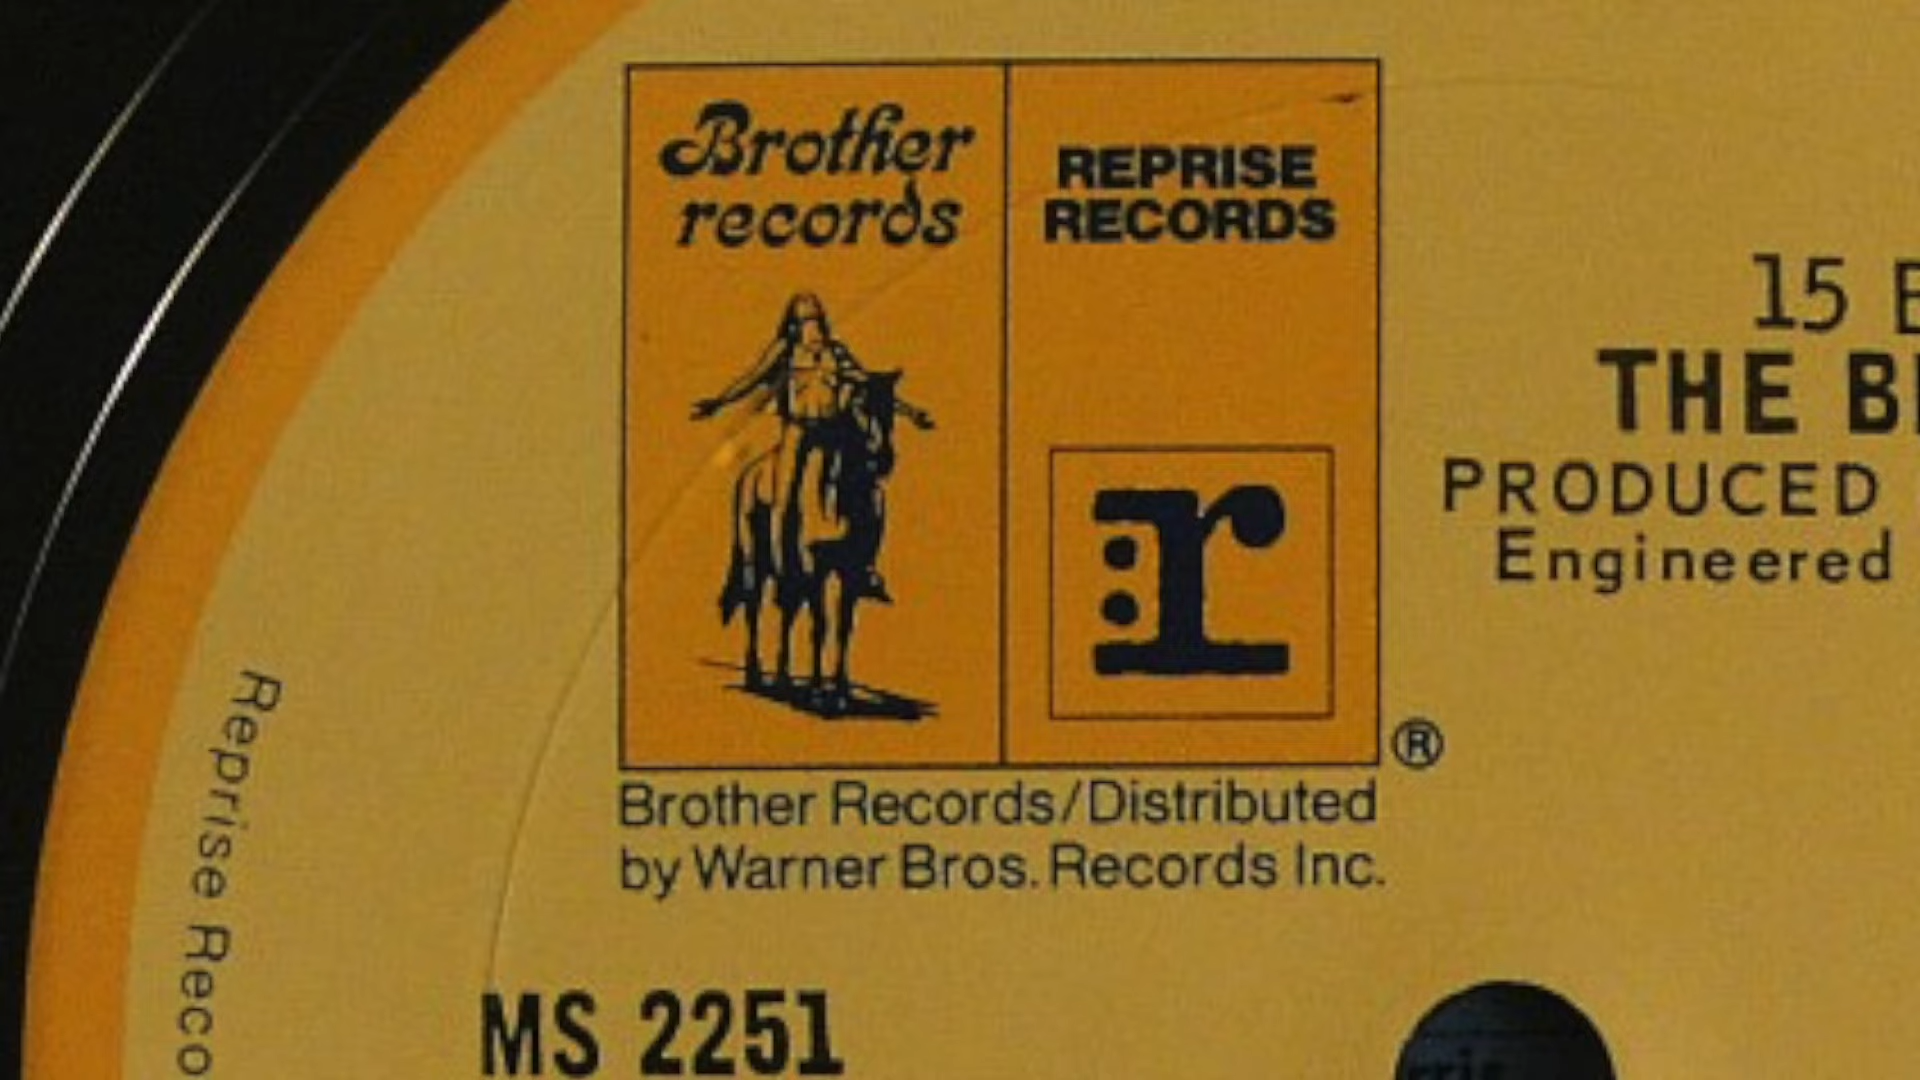 Brother
records
REPRISE
RECORDS
r
®
Brother Records/Distributed
by Warner Bros. Records Inc.
15
THE
PRODUCED
Engineered
Reprise
MS 2251